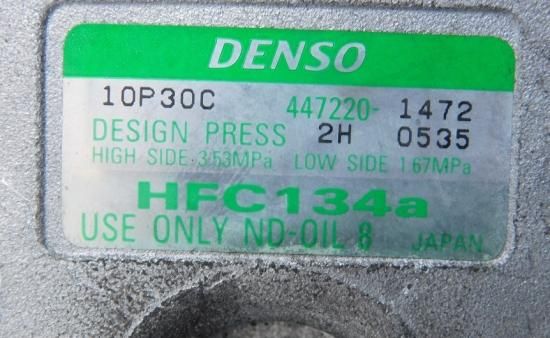 DENSO
10P30C 447220-1472
DESIGN PRESS 2H 0535
HIGH SIDE·3.53MPa LOW SIDE 1.67MPa
HFC134a
USE ONLY ND-OIL 8 JAPAN